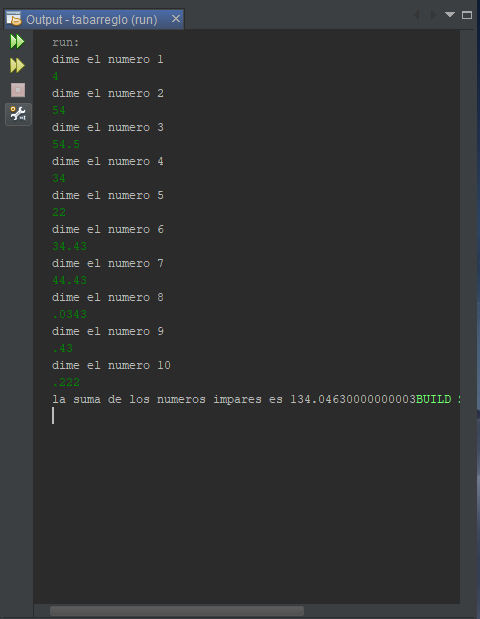 Output - tabarreglo (run)
run:
dime el numero 1
4
dime el numero 2
54
dime el numero 3
54.5
dime el numero 4
34
dime el numero 5
22
dime el numero 6
34.43
dime el numero 7
44.43
dime el numero 8
.0343
dime el numero 9
.43
dime el numero 10
.222
la suma de los numeros impares es 134.04630000000003BUILD